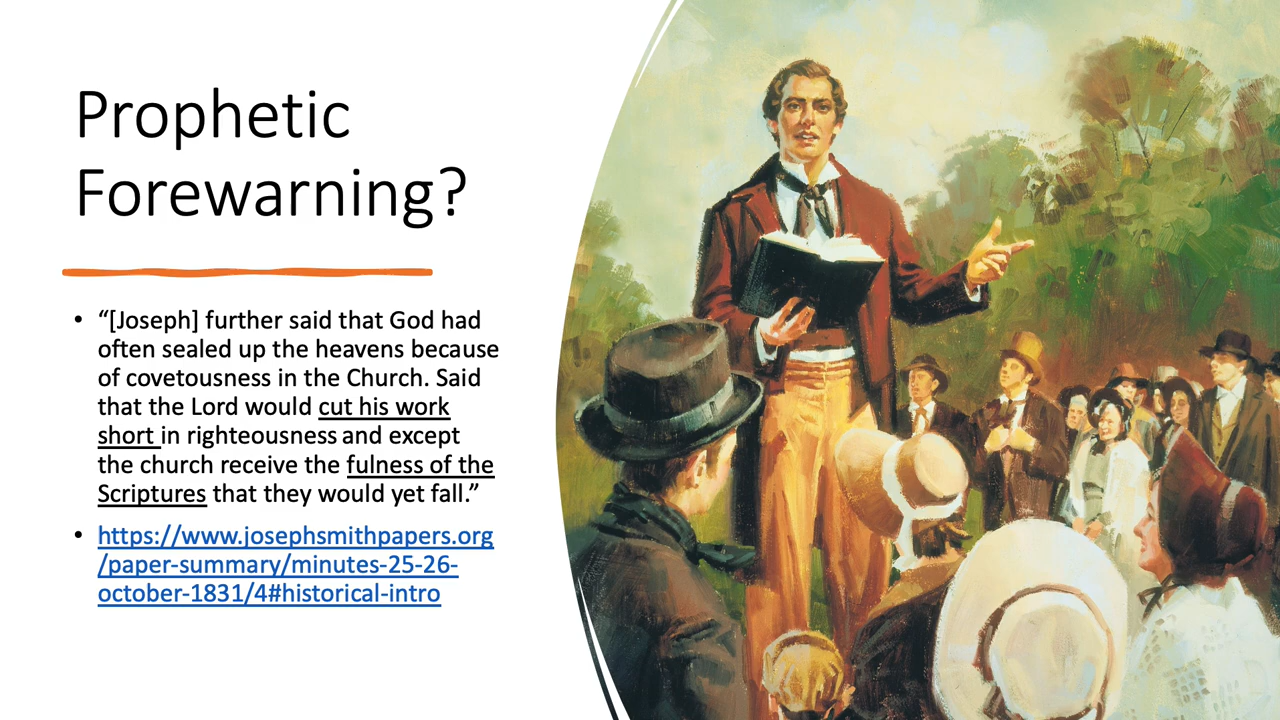 Prophetic
Forewarning?
• “[Joseph] further said that God had
often sealed up the heavens because
of covetousness in the Church. Said
that the Lord would cut his work
short in righteousness and except
the church receive the fulness of the
Scriptures that they would yet fall.”
• https://www.josephsmithpapers.org
/paper-summary/minutes-25-26-
october-1831/4#historical-intro